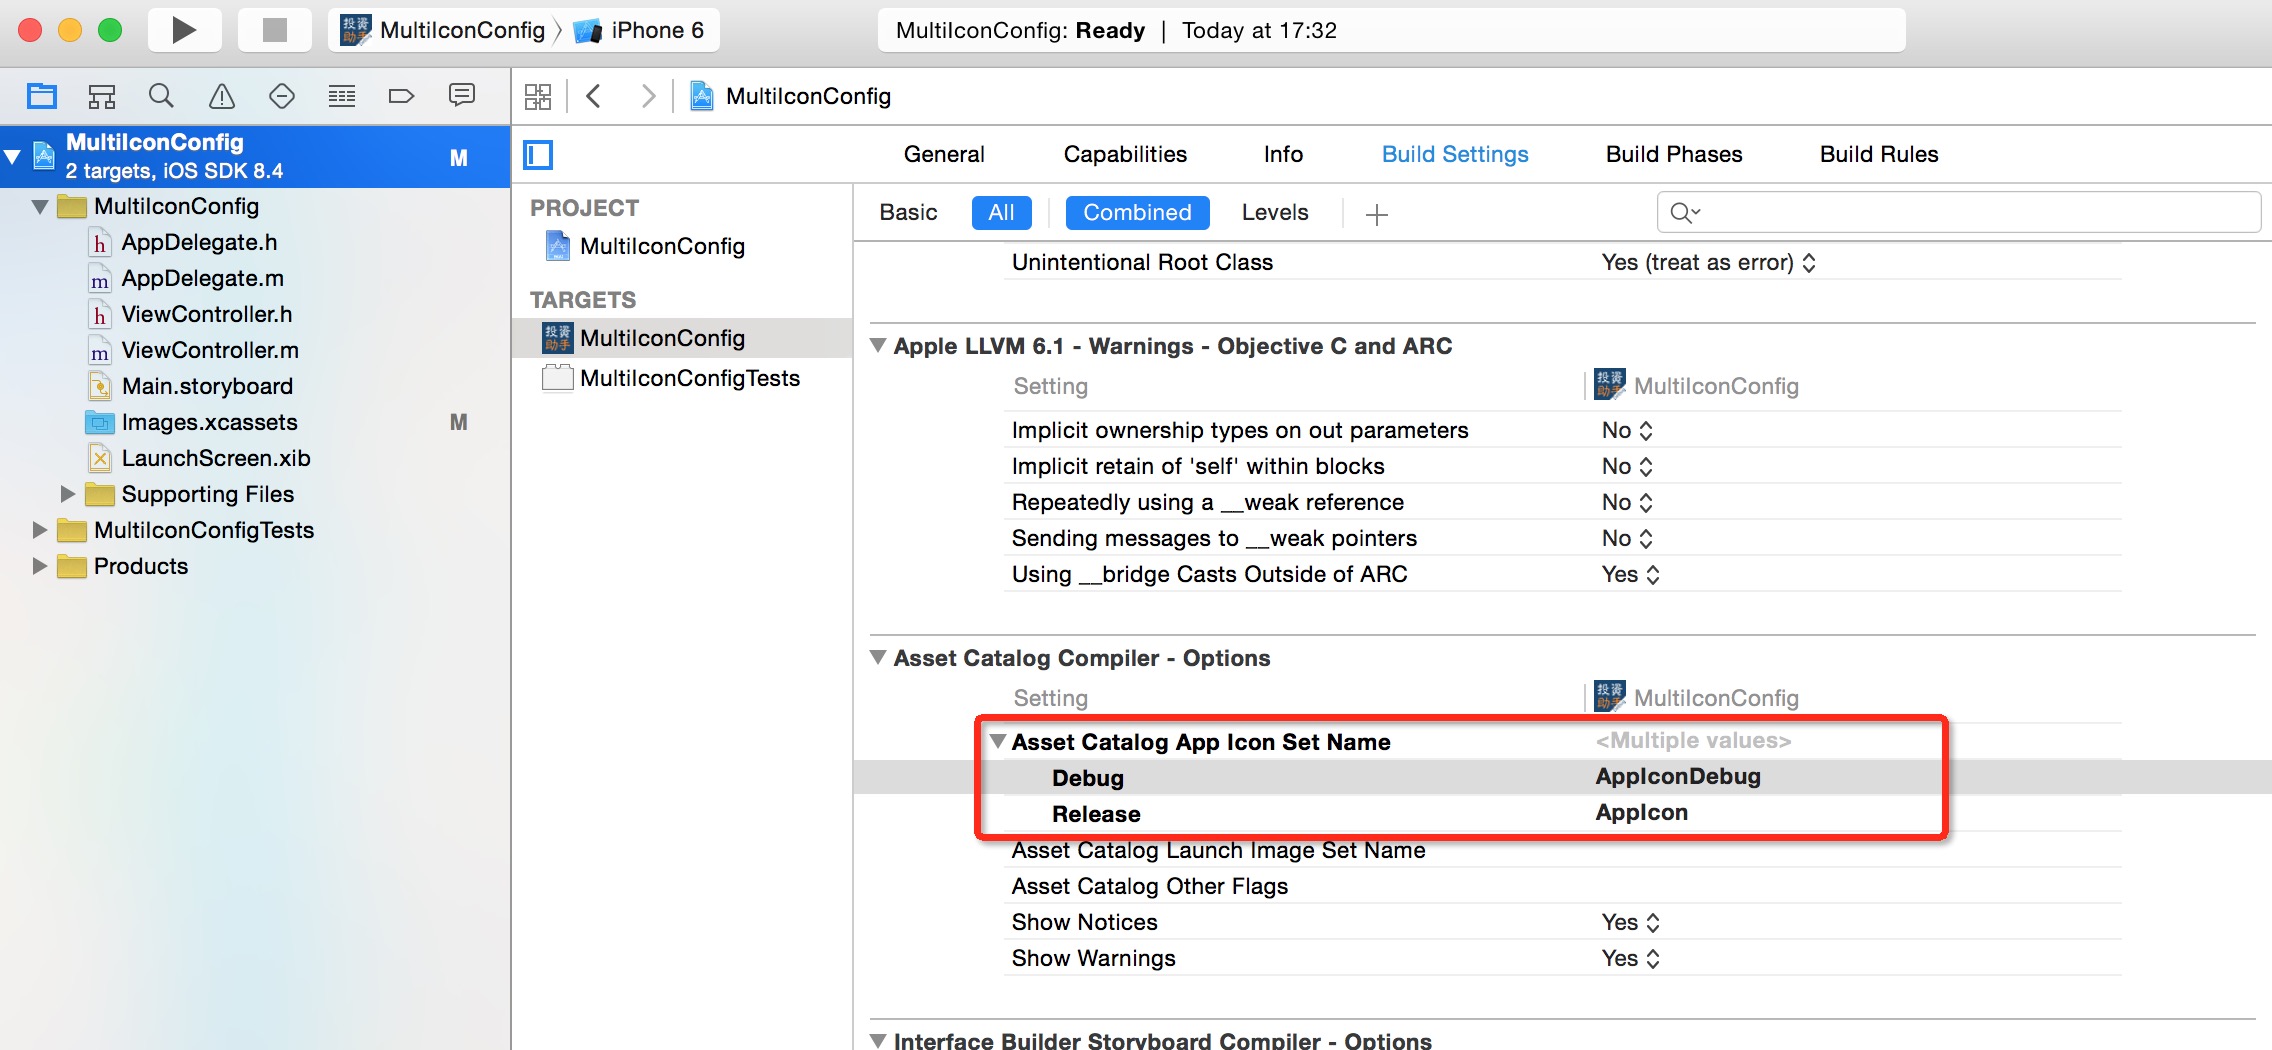 MultiIconConfig iPhone 6 MultiIconConfig: Ready | Today at 17:32
MultiIconConfig
MultiIconConfig
2 targets, iOS SDK 8.4
M
MultiIconConfig
AppDelegate.h
AppDelegate.m
ViewController.h
ViewController.m
Main.storyboard
Images.xcassets M
LaunchScreen.xib
Supporting Files
MultiIconConfigTests
Products
General Capabilities Info Build Settings Build Phases Build Rules
PROJECT
MultiIconConfig
TARGETS
投资助手 MultiIconConfig
MultiIconConfigTests
Basic All Combined Levels
Unintentional Root Class Yes (treat as error)
Apple LLVM 6.1 - Warnings - Objective C and ARC
Setting MultiIconConfig
Implicit ownership types on out parameters No
Implicit retain of 'self' within blocks No
Repeatedly using a __weak reference No
Sending messages to __weak pointers No
Using __bridge Casts Outside of ARC Yes
Asset Catalog Compiler - Options
Setting MultiIconConfig
Asset Catalog App Icon Set Name <Multiple values>
Debug AppIconDebug
Release AppIcon
Asset Catalog Launch Image Set Name
Asset Catalog Other Flags
Show Notices Yes
Show Warnings Yes
Interface Builder Storyboard Compiler - Options